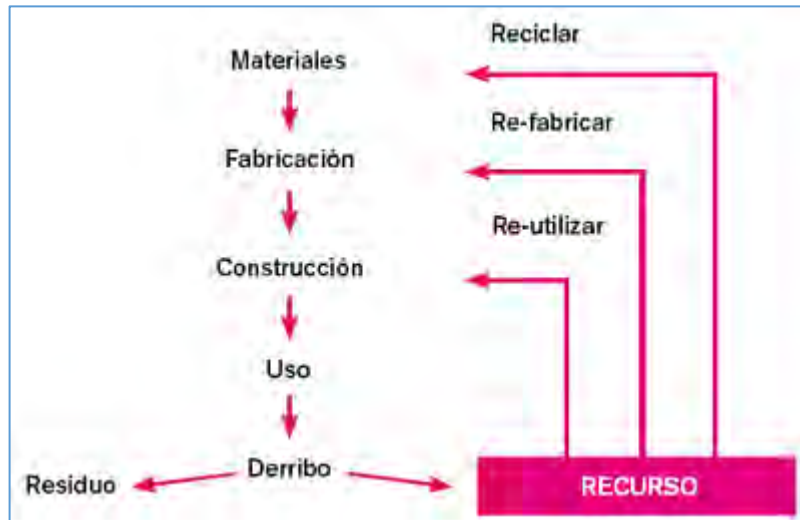 Reciclar
Materiales
Re-fabricar
Fabricación
Re-utilizar
Construcción
Uso
Derribo
Residuo
RECURSO